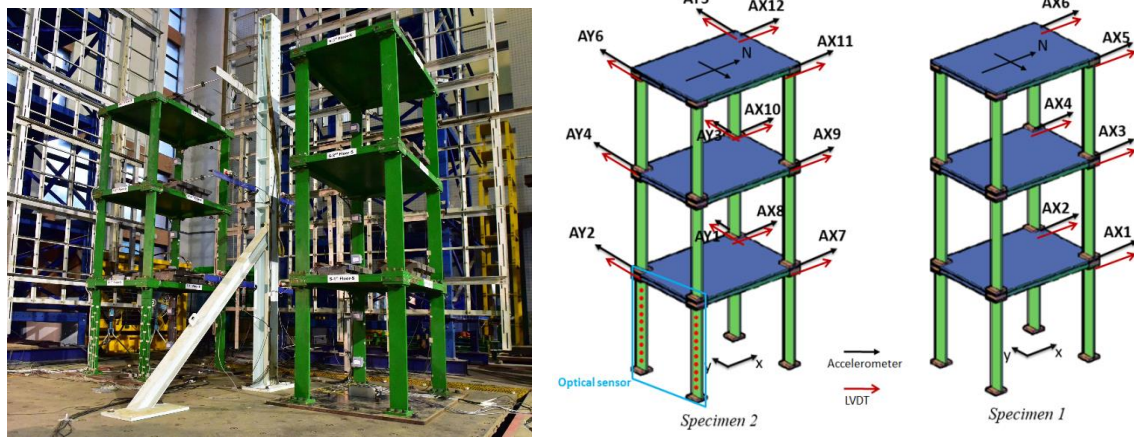 AY5
AX12
AY6
N
AX11
AX10
AY3
AY4
AX9
AX8
AY1
AY2
AX7
y
x
Optical sensor
Specimen 2
Accelerometer
LVDT
AX6
N
AX5
AX4
AX3
AX2
AX1
y
x
Specimen 1